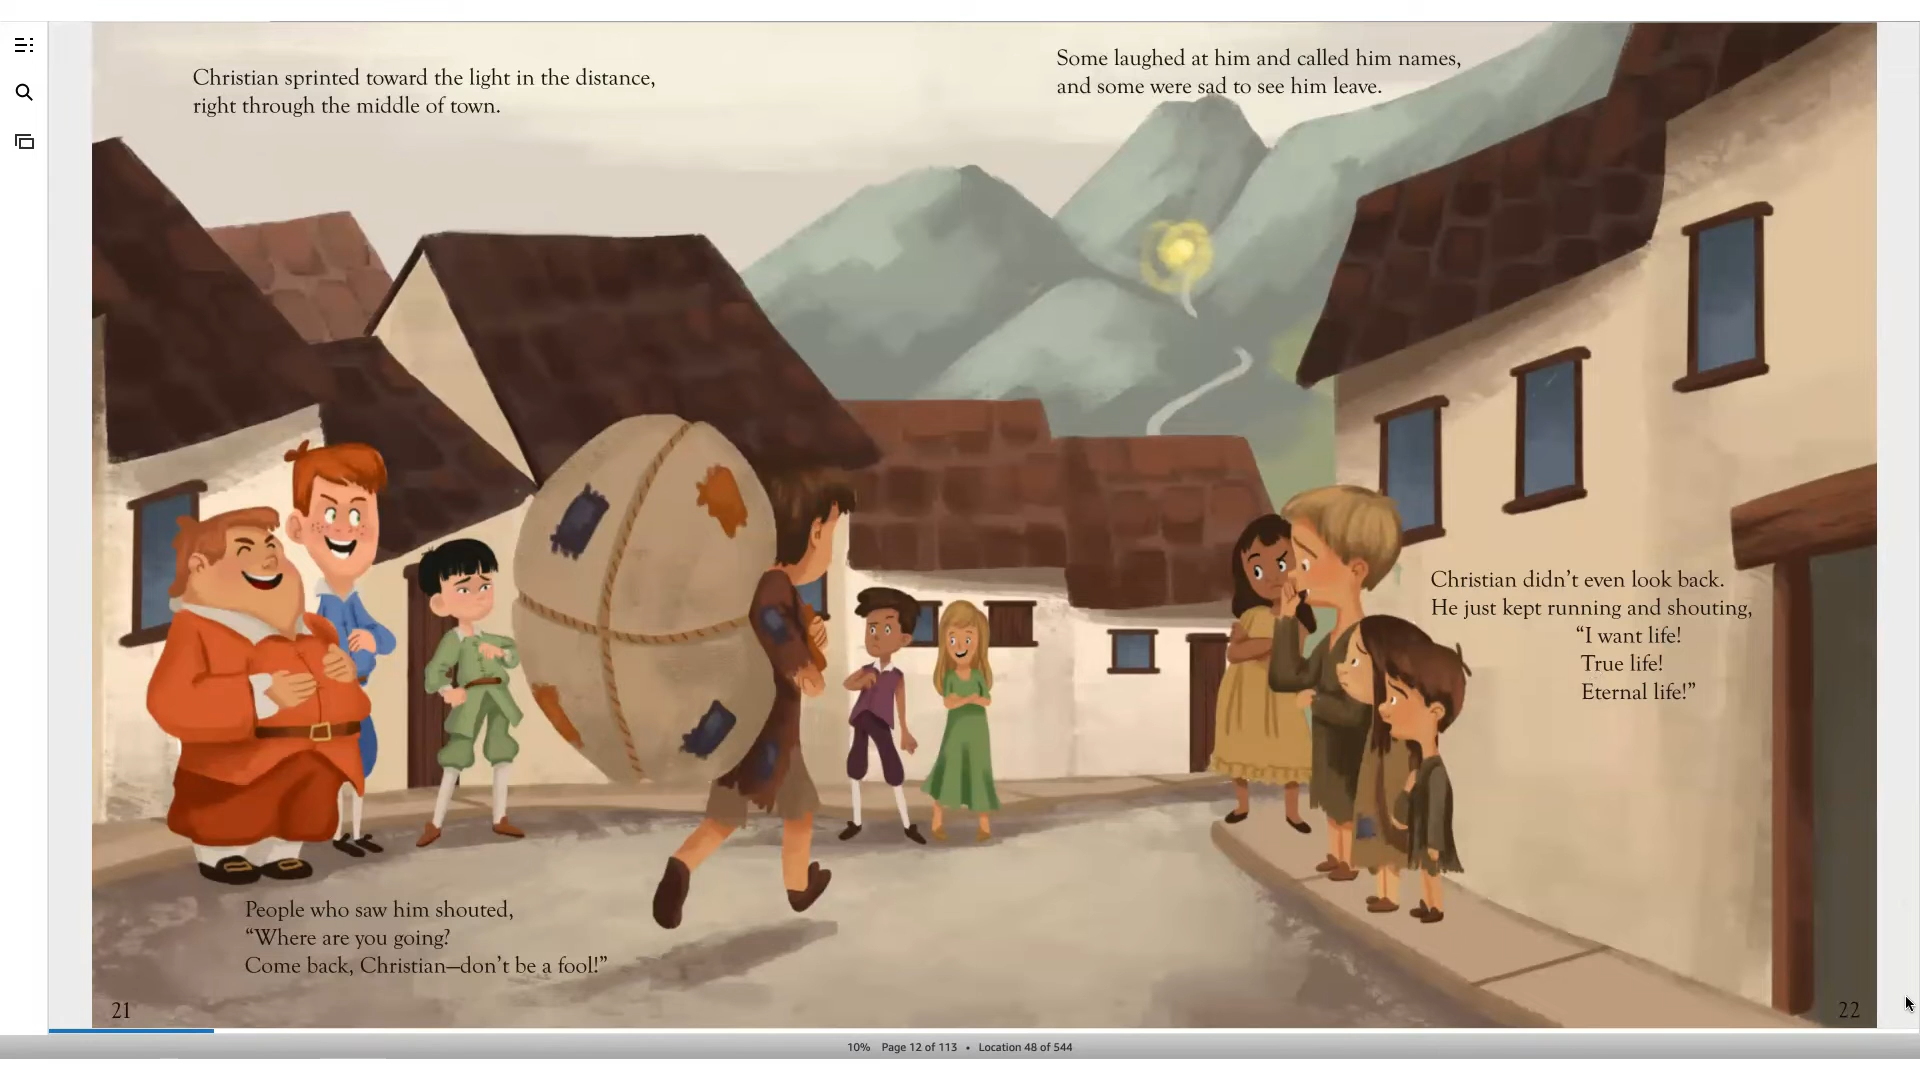 Christian sprinted toward the light in the distance,
right through the middle of town.
People who saw him shouted,
“Where are you going?
Come back, Christian—don’t be a fool!”
21
Some laughed at him and called him names,
and some were sad to see him leave.
Christian didn’t even look back.
He just kept running and shouting,
“I want life!
True life!
Eternal life!”
22
10% Page 12 of 113 • Location 48 of 544